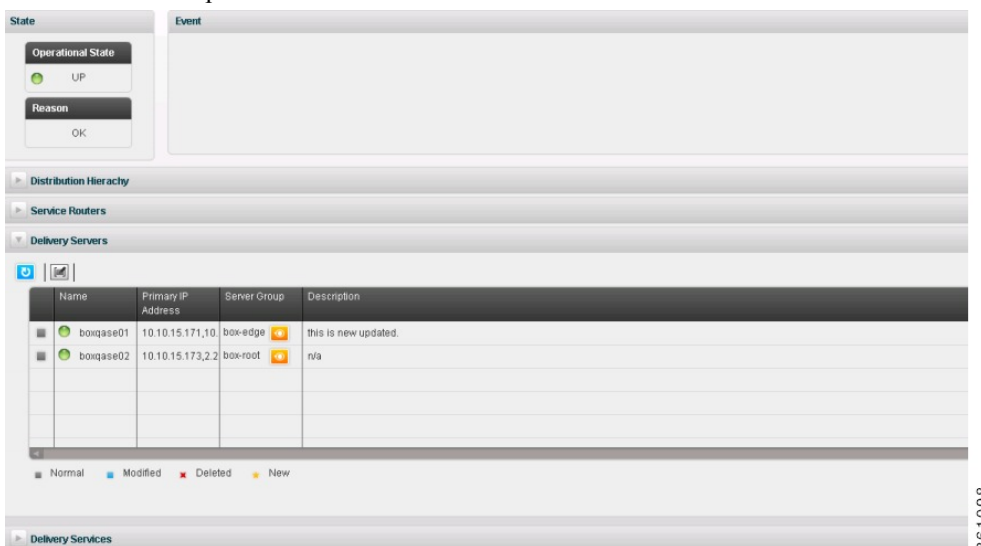 State
Event
Operational State
UP
Reason
OK
Distribution Hierachy
Service Routers
Delivery Servers
Name Primary IP Address Server Group Description
boxqase01 10.10.15.171,10. box-edge this is new updated.
boxqase02 10.10.15.173,2.2 box-root n/a
Normal Modified Deleted New
Delivery Services